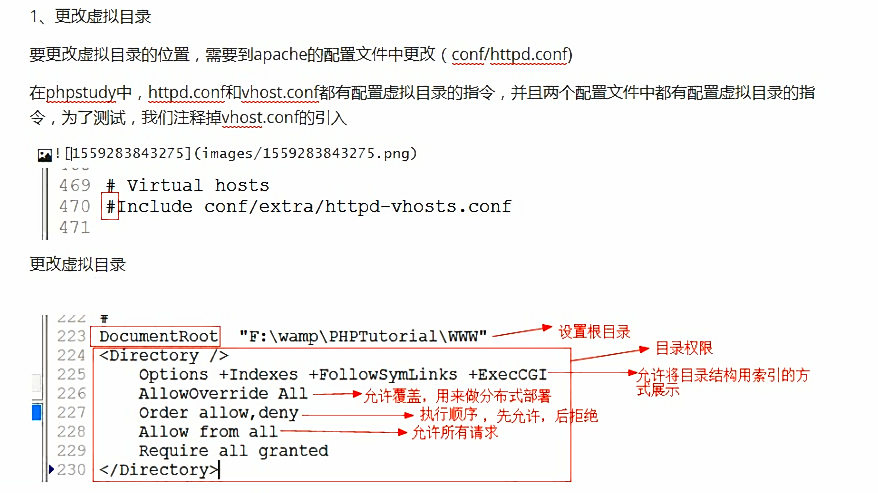 1、更改虚拟目录
要更改虚拟目录的位置，需要到apache的配置文件中更改（conf/httpd.conf)
在phpstudy中，httpd.conf和vhost.conf都有配置虚拟目录的指令，并且两个配置文件中都有配置虚拟目录的指
令，为了测试，我们注释掉vhost.conf的引入
![1559283843275](images/1559283843275.png)
469 # Virtual hosts
470 #Include conf/extra/httpd-vhosts.conf
471
更改虚拟目录
222 #
223 DocumentRoot "F:\wamp\PHPTutorial\WWW" 设置根目录
224 <Directory /> 目录权限
225 Options +Indexes +FollowSymLinks +ExecCGI 允许将目录结构用索引的方
式展示
226 AllowOverride All 允许覆盖，用来做分布式部署
227 Order allow,deny 执行顺序，先允许，后拒绝
228 Allow from all 允许所有请求
229 Require all granted
230 </Directory>